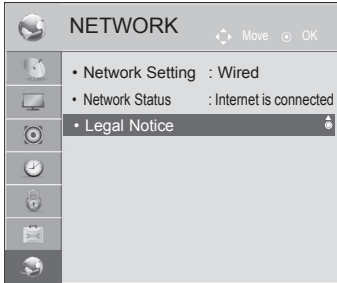 NETWORK Move OK
• Network Setting : Wired
• Network Status : Internet is connected
• Legal Notice